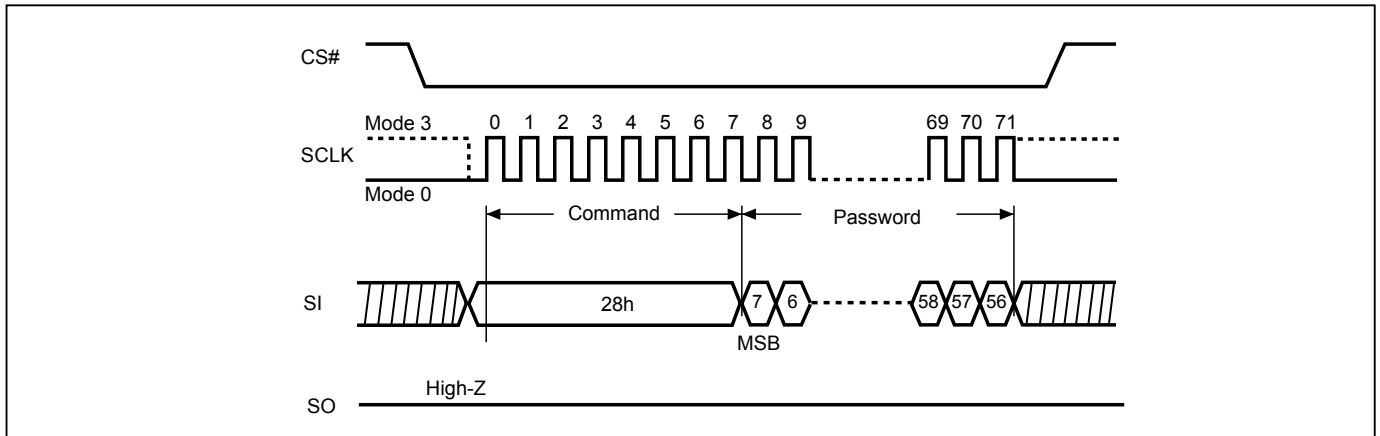 CS#
Mode 3
0 1 2 3 4 5 6 7 8 9 69 70 71
SCLK
Mode 0
Command Password
SI 28h 7 6 58 57 56
MSB
High-Z
SO